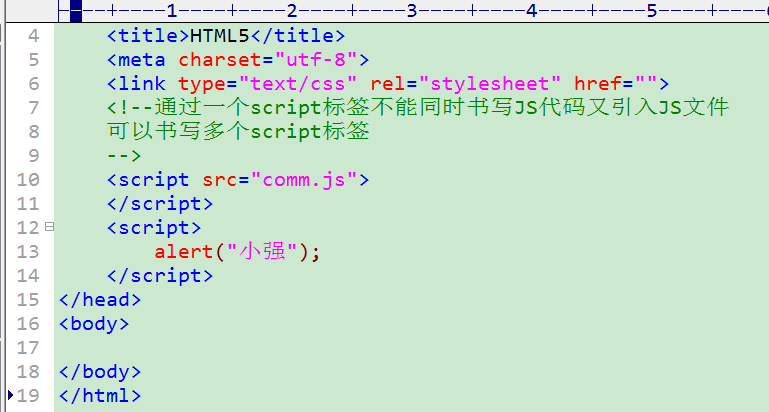 1 2 3 4 5
4 <title>HTML5</title>
5 <meta charset="utf-8">
6 <link type="text/css" rel="stylesheet" href="">
7 <!--通过一个script标签不能同时书写JS代码又引入JS文件
8 可以书写多个script标签
9 -->
10 <script src="comm.js">
11 </script>
12 <script>
13 alert("小强");
14 </script>
15 </head>
16 <body>
17
18 </body>
19 </html>